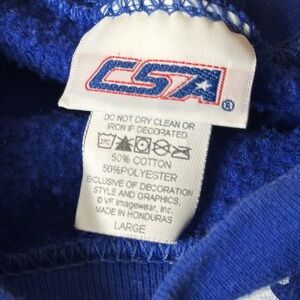 CSA®
DO NOT DRY CLEAN OR
IRON IF DECORATED
50% COTTON
50%POLYESTER
EXCLUSIVE OF DECORATION
STYLE AND GRAPHICS,
© VF Imagewear, Inc.
MADE IN HONDURAS
LARGE